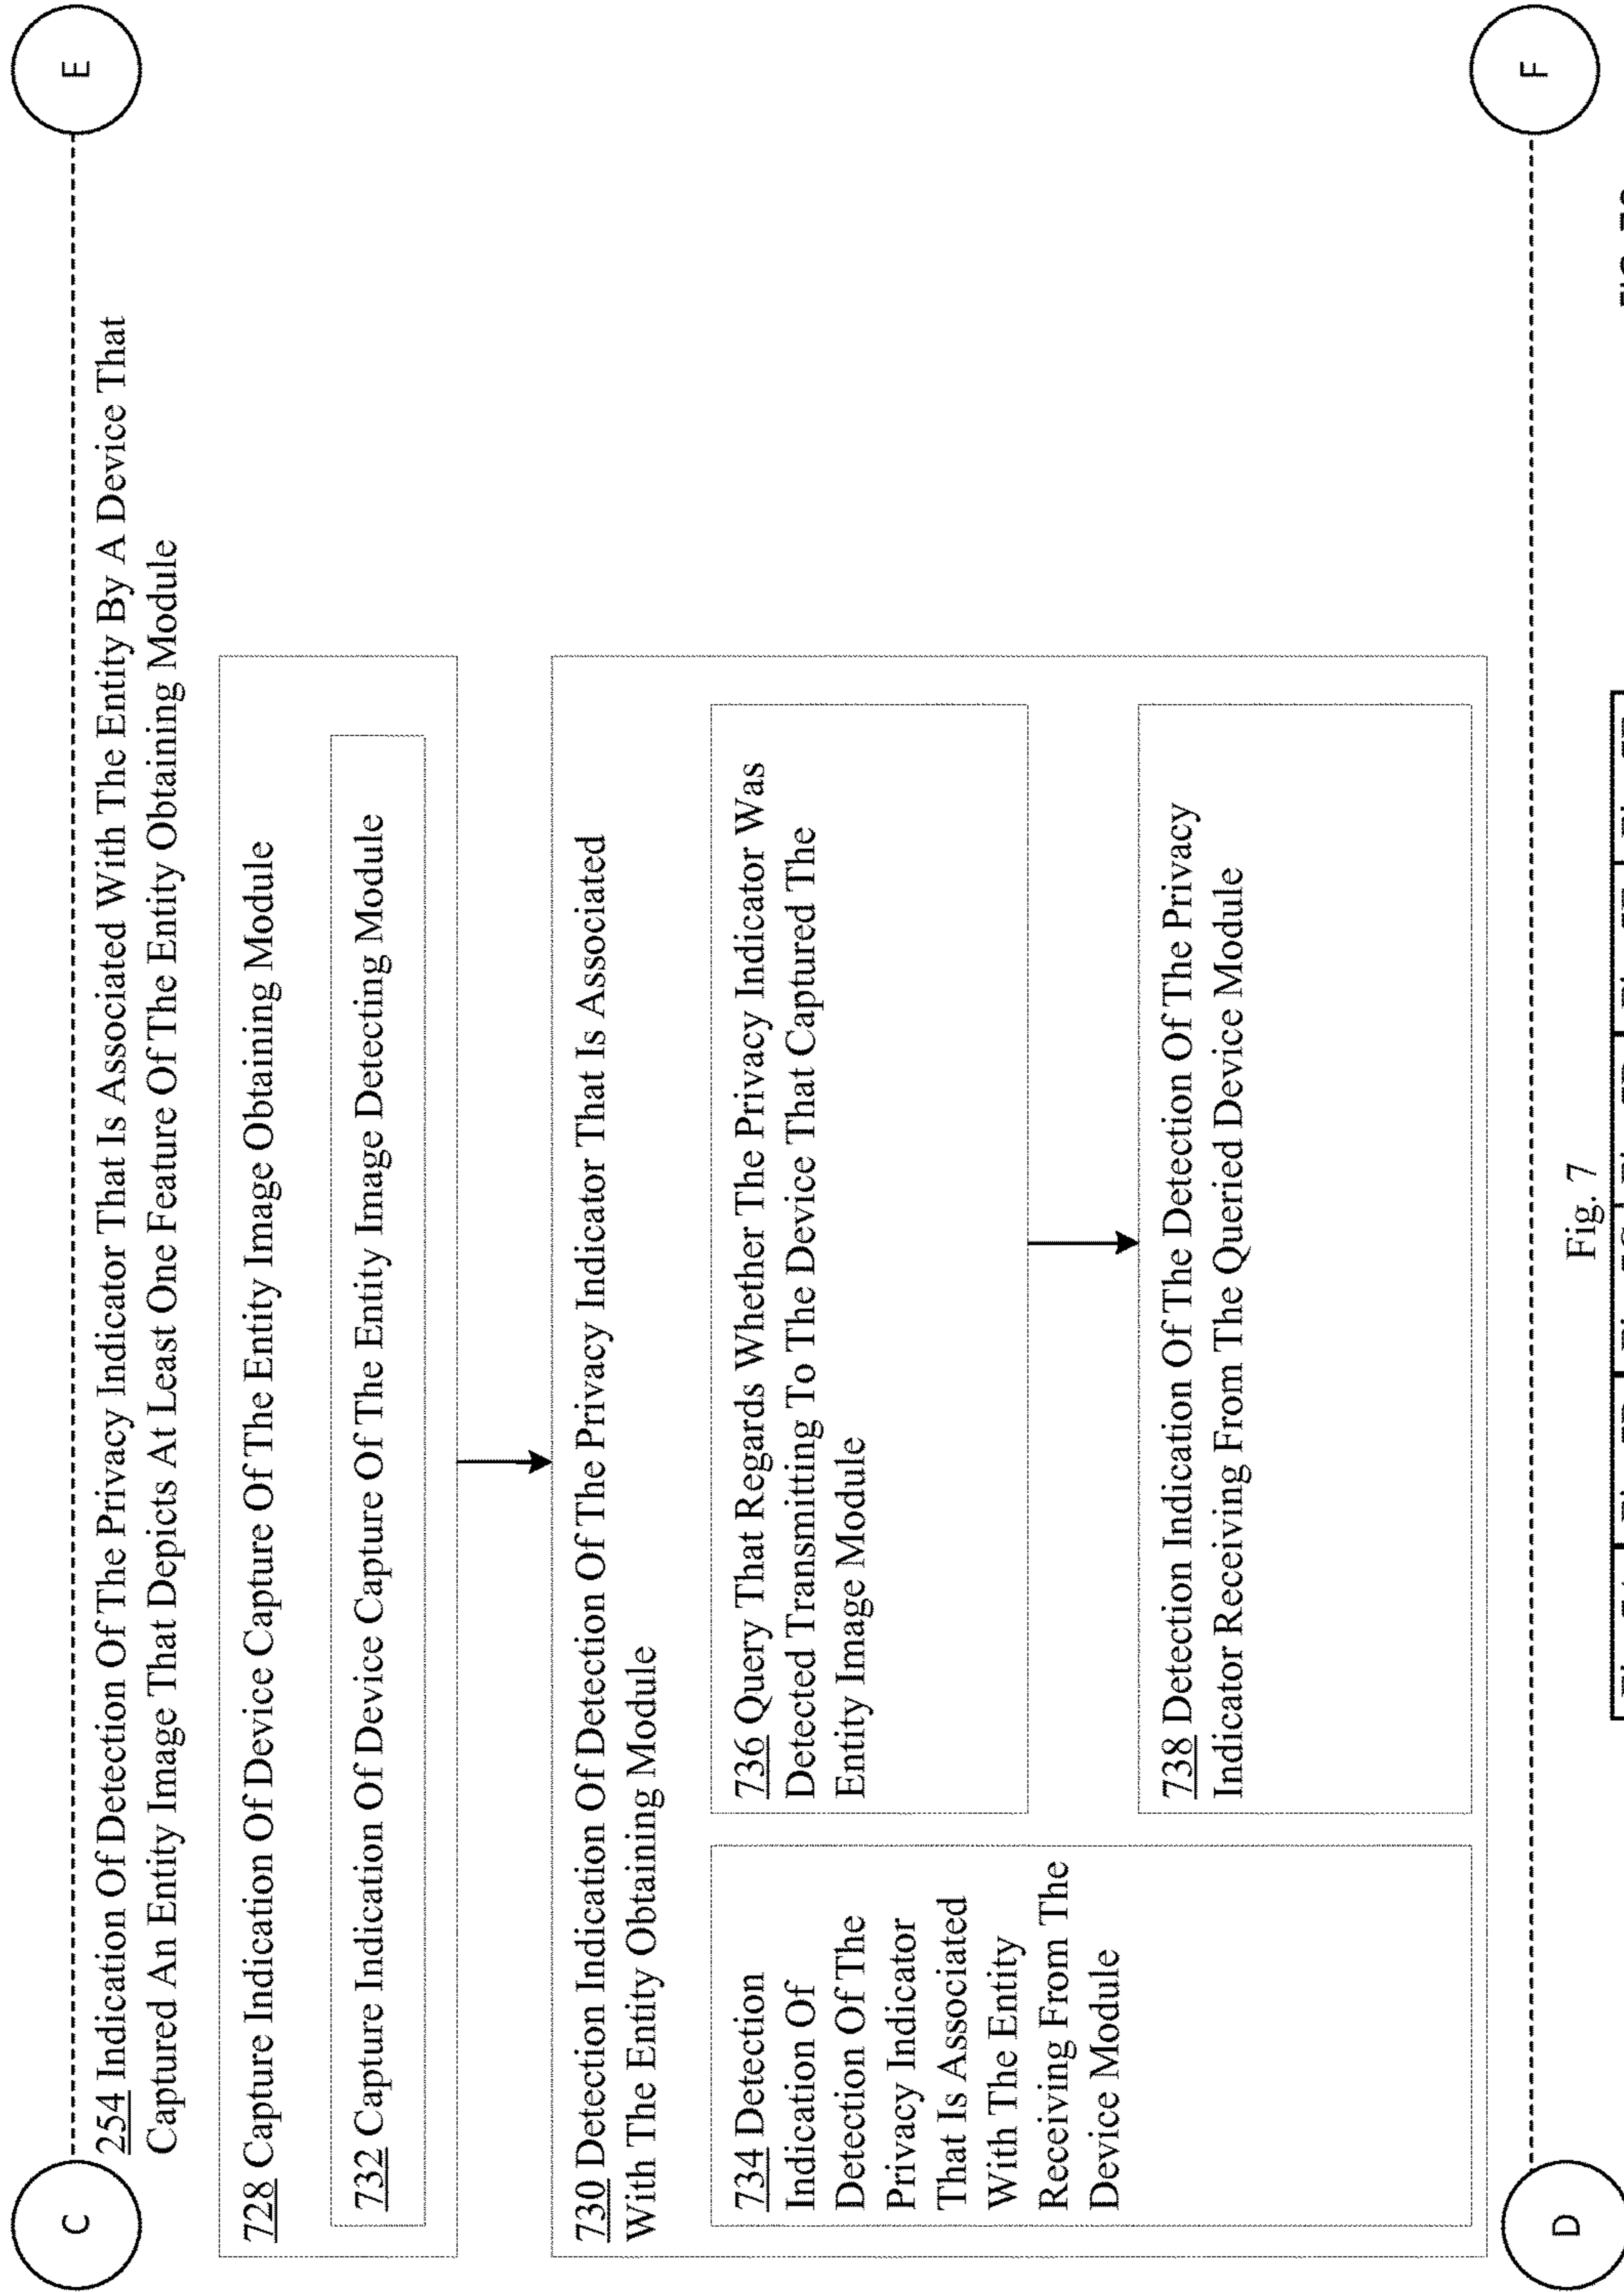 C
E
254 Indication Of Detection Of The Privacy Indicator That Is Associated With The Entity By A Device That
Captured An Entity Image That Depicts At Least One Feature Of The Entity Obtaining Module
728 Capture Indication Of Device Capture Of The Entity Image Obtaining Module
732 Capture Indication Of Device Capture Of The Entity Image Detecting Module
730 Detection Indication Of Detection Of The Privacy Indicator That Is Associated
With The Entity Obtaining Module
734 Detection
Indication Of
Detection Of The
Privacy Indicator
That Is Associated
With The Entity
Receiving From The
Device Module
736 Query That Regards Whether The Privacy Indicator Was
Detected Transmitting To The Device That Captured The
Entity Image Module
738 Detection Indication Of The Detection Of The Privacy
Indicator Receiving From The Queried Device Module
D
F
Fig. 7